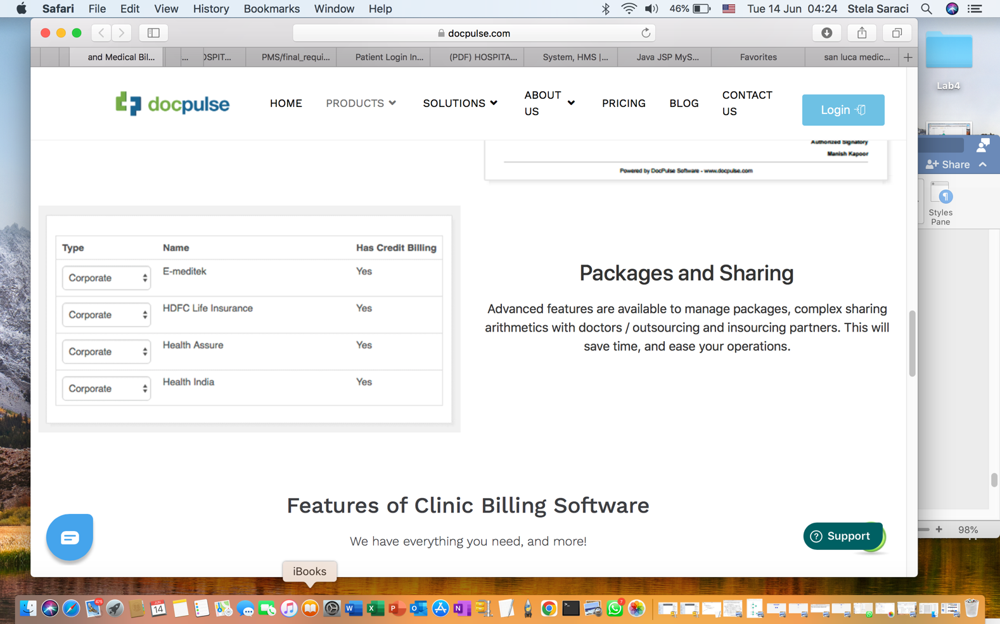 Safari File Edit View History Bookmarks Window Help 46% Tue 14 Jun 04:24 Stela Saraci
docpulse.com
and Medical Bil... ... OSPIT... PMS/final_requi... Patient Login In... (PDF) HOSPITA... System, HMS |... Java JSP MyS... Favorites san luca medic... +
docpulse HOME PRODUCTS SOLUTIONS ABOUT US PRICING BLOG CONTACT US Login
Lab4
Share
Styles
Pane
Authorized Signatory
Manish Kapoor
Powered by DocPulse Software - www.docpulse.com
Type Name Has Credit Billing
Corporate E-meditek Yes
Corporate HDFC Life Insurance Yes
Corporate Health Assure Yes
Corporate Health India Yes
Packages and Sharing
Advanced features are available to manage packages, complex sharing
arithmetics with doctors / outsourcing and insourcing partners. This will
save time, and ease your operations.
Features of Clinic Billing Software
We have everything you need, and more!
? Support
+ 98%
iBooks
475
JUN
14
7